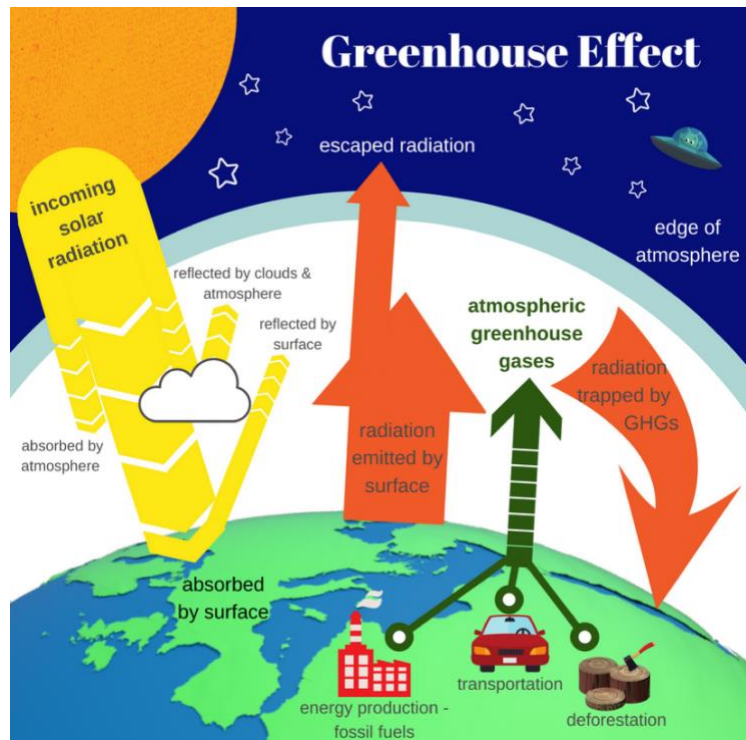 Greenhouse Effect
escaped radiation
incoming
solar
radiation
edge of
atmosphere
reflected by clouds &
atmosphere
reflected by
surface
atmospheric
greenhouse
gases
radiation
trapped by
GHGs
absorbed by
atmosphere
radiation
emitted by
surface
absorbed
by surface
energy production -
fossil fuels
transportation
deforestation